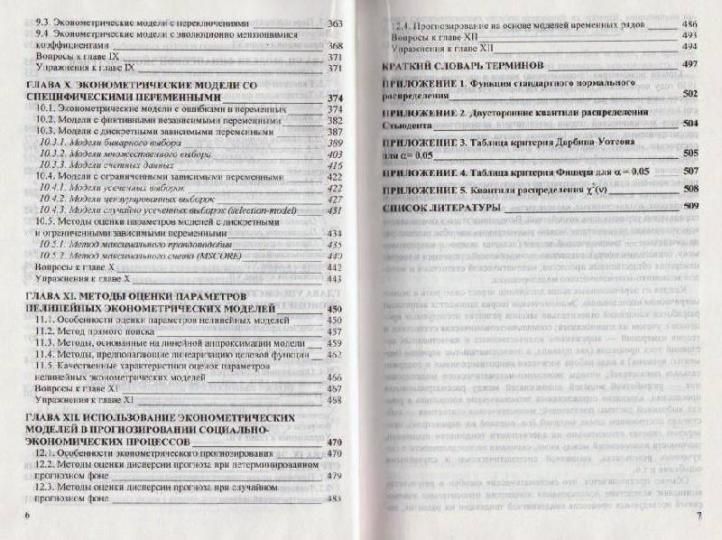 9.3. Эконометрические модели с переключениями 363
9.4 Эконометрические модели с эволюционно меняющимися
коэффициентами 368
Вопросы к главе IX 371
Упражнения к главе IX 371
ГЛАВА X. ЭКОНОМЕТРИЧЕСКИЕ МОДЕЛИ СО
СПЕЦИФИЧЕСКИМИ ПЕРЕМЕННЫМИ 374
10.1. Эконометрические модели с ошибками в переменных 374
10.2. Модели с фиктивными независимыми переменными 382
10.3. Модели с дискретными зависимыми переменными 387
10.3.1. Модели бинарного выбора 389
10.3.2. Модели множественного выбора 403
10.3.3. Модели счетных данных 415
10.4. Модели с ограниченными зависимыми переменными 422
10.4.1. Модели усеченных выборок 422
10.4.2. Модели цензурированных выборок 427
10.4.3. Модели случайно усеченных выборок (selection-model) 431
10.5. Методы оценки параметров моделей с дискретными
и ограниченными зависимыми переменными 434
10.5.1. Метод максимального правдоподобия 435
10.5.2. Метод максимального счета (MSCORE) 440
Вопросы к главе X 442
Упражнения к главе X 443
ГЛАВА XI. МЕТОДЫ ОЦЕНКИ ПАРАМЕТРОВ
НЕЛИНЕЙНЫХ ЭКОНОМЕТРИЧЕСКИХ МОДЕЛЕЙ 450
11.1. Особенности оценки параметров нелинейных моделей 450
11.2. Методы прямого поиска 457
11.3. Методы, основанные на линейной аппроксимации модели 459
11.4. Методы, предполагающие линеаризацию целевой функции 462
11.5. Качественные характеристики оценок параметров
нелинейных эконометрических моделей 466
Вопросы к главе XI 467
Упражнения к главе XI 468
ГЛАВА XII. ИСПОЛЬЗОВАНИЕ ЭКОНОМЕТРИЧЕСКИХ
МОДЕЛЕЙ В ПРОГНОЗИРОВАНИИ СОЦИАЛЬНО-
ЭКОНОМИЧЕСКИХ ПРОЦЕССОВ 470
12.1. Особенности эконометрического прогнозирования 470
12.2. Методы оценки дисперсии прогноза при детерминированном
прогнозном фоне 479
12.3. Методы оценки дисперсии прогноза при случайном
прогнозном фоне 483
6
2.4. Прогнозирование на основе моделей временных рядов 486
Вопросы к главе XII 493
Упражнения к главе XII 494
КРАТКИЙ СЛОВАРЬ ТЕРМИНОВ 497
ПРИЛОЖЕНИЕ 1. Функция стандартного нормального
распределения 502
ПРИЛОЖЕНИЕ 2. Двусторонние квантили распределения
Стьюдента 504
ПРИЛОЖЕНИЕ 3. Таблица критерия Дарбина-Уотсона
для α= 0.05 505
ПРИЛОЖЕНИЕ 4. Таблица критерия Фишера для α = 0.05 507
ПРИЛОЖЕНИЕ 5. Квантили распределения χ²(ν) 508
СПИСОК ЛИТЕРАТУРЫ 509
7